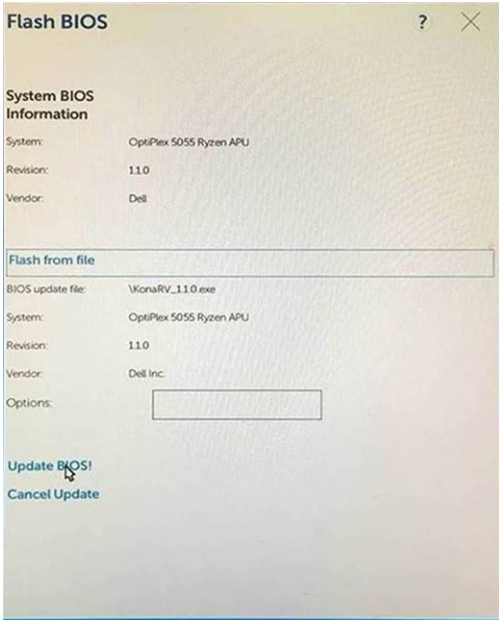 Flash BIOS ?
System BIOS
Information
System: OptiPlex 5055 Ryzen APU
Revision: 1.1.0
Vendor: Dell
Flash from file
BIOS update file: \KonaRV_1.1.0.exe
System: OptiPlex 5055 Ryzen APU
Revision: 1.1.0
Vendor: Dell Inc.
Options:
Update BIOS!
Cancel Update